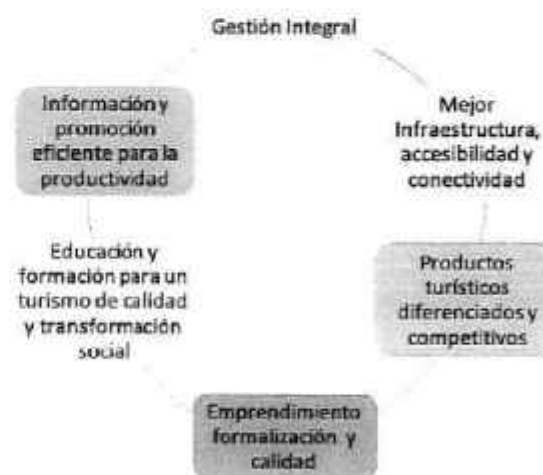 Gestión Integral
Mejor
Infraestructura,
accesibilidad y
conectividad
Productos
turísticos
diferenciados y
competitivos
Emprendimiento
formalización y
calidad
Educación y
formación para un
turismo de calidad
y transformación
social
Información y
promoción
eficiente para la
productividad